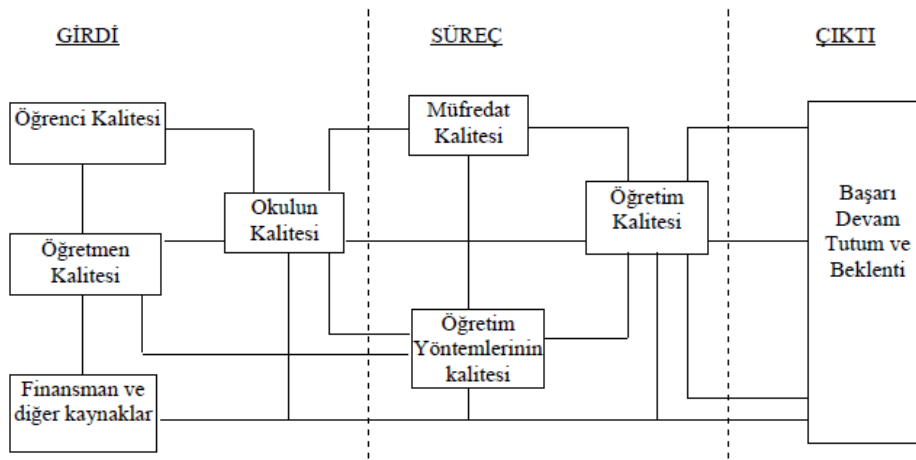 GİRDİ
SÜREÇ
ÇIKTI
Öğrenci Kalitesi
Müfredat
Kalitesi
Okulun
Kalitesi
Öğretim
Kalitesi
Başarı
Devam
Tutum ve
Beklenti
Öğretmen
Kalitesi
Öğretim
Yöntemlerinin
kalitesi
Finansman ve
diğer kaynaklar